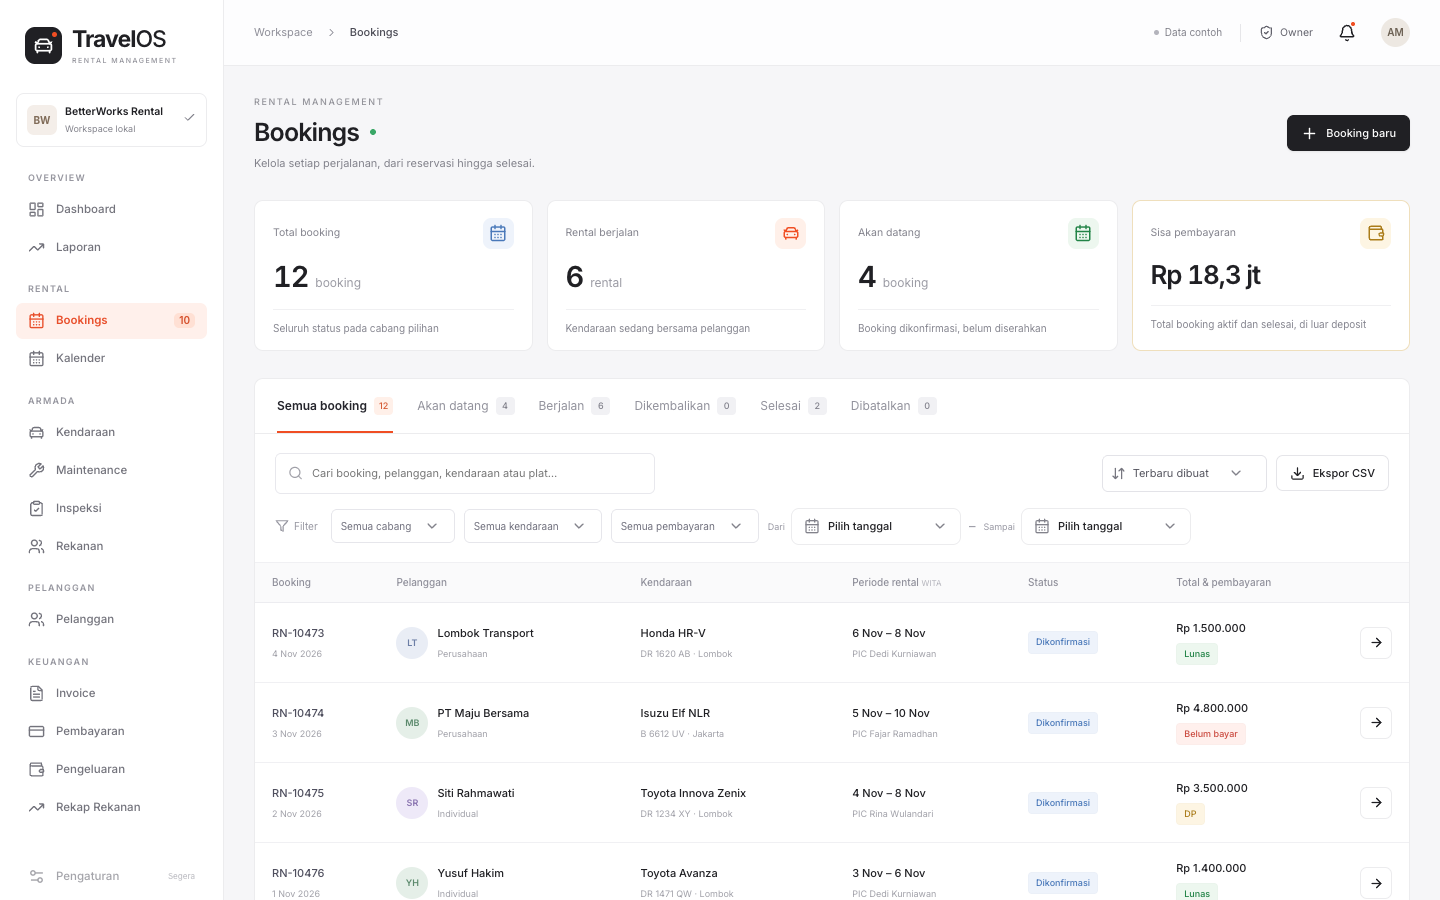 TravelOS
RENTAL MANAGEMENT
BW
BetterWorks Rental
Workspace lokal
OVERVIEW
Dashboard
Laporan
RENTAL
Bookings 10
Kalender
ARMADA
Kendaraan
Maintenance
Inspeksi
Rekanan
PELANGGAN
Pelanggan
KEUANGAN
Invoice
Pembayaran
Pengeluaran
Rekap Rekanan
Pengaturan Segera
Workspace Bookings
Data contoh Owner AM
RENTAL MANAGEMENT
Bookings
Kelola setiap perjalanan, dari reservasi hingga selesai.
Booking baru
Total booking
12 booking
Seluruh status pada cabang pilihan
Rental berjalan
6 rental
Kendaraan sedang bersama pelanggan
Akan datang
4 booking
Booking dikonfirmasi, belum diserahkan
Sisa pembayaran
Rp 18,3 jt
Total booking aktif dan selesai, di luar deposit
Semua booking 12 Akan datang 4 Berjalan 6 Dikembalikan 0 Selesai 2 Dibatalkan 0
Cari booking, pelanggan, kendaraan atau plat...
Terbaru dibuat
Ekspor CSV
Filter Semua cabang Semua kendaraan Semua pembayaran Dari Pilih tanggal – Sampai Pilih tanggal
Booking Pelanggan Kendaraan Periode rental WITA Status Total & pembayaran
RN-10473 LT Lombok Transport Honda HR-V 6 Nov – 8 Nov Dikonfirmasi Rp 1.500.000
4 Nov 2026 Perusahaan DR 1620 AB · Lombok PIC Dedi Kurniawan Lunas
RN-10474 MB PT Maju Bersama Isuzu Elf NLR 5 Nov – 10 Nov Dikonfirmasi Rp 4.800.000
3 Nov 2026 Perusahaan B 6612 UV · Jakarta PIC Fajar Ramadhan Belum bayar
RN-10475 SR Siti Rahmawati Toyota Innova Zenix 4 Nov – 8 Nov Dikonfirmasi Rp 3.500.000
2 Nov 2026 Individual DR 1234 XY · Lombok PIC Rina Wulandari DP
RN-10476 YH Yusuf Hakim Toyota Avanza 3 Nov – 6 Nov Dikonfirmasi Rp 1.400.000
1 Nov 2026 Individual DR 1471 QW · Lombok PIC Dedi Kurniawan Lunas